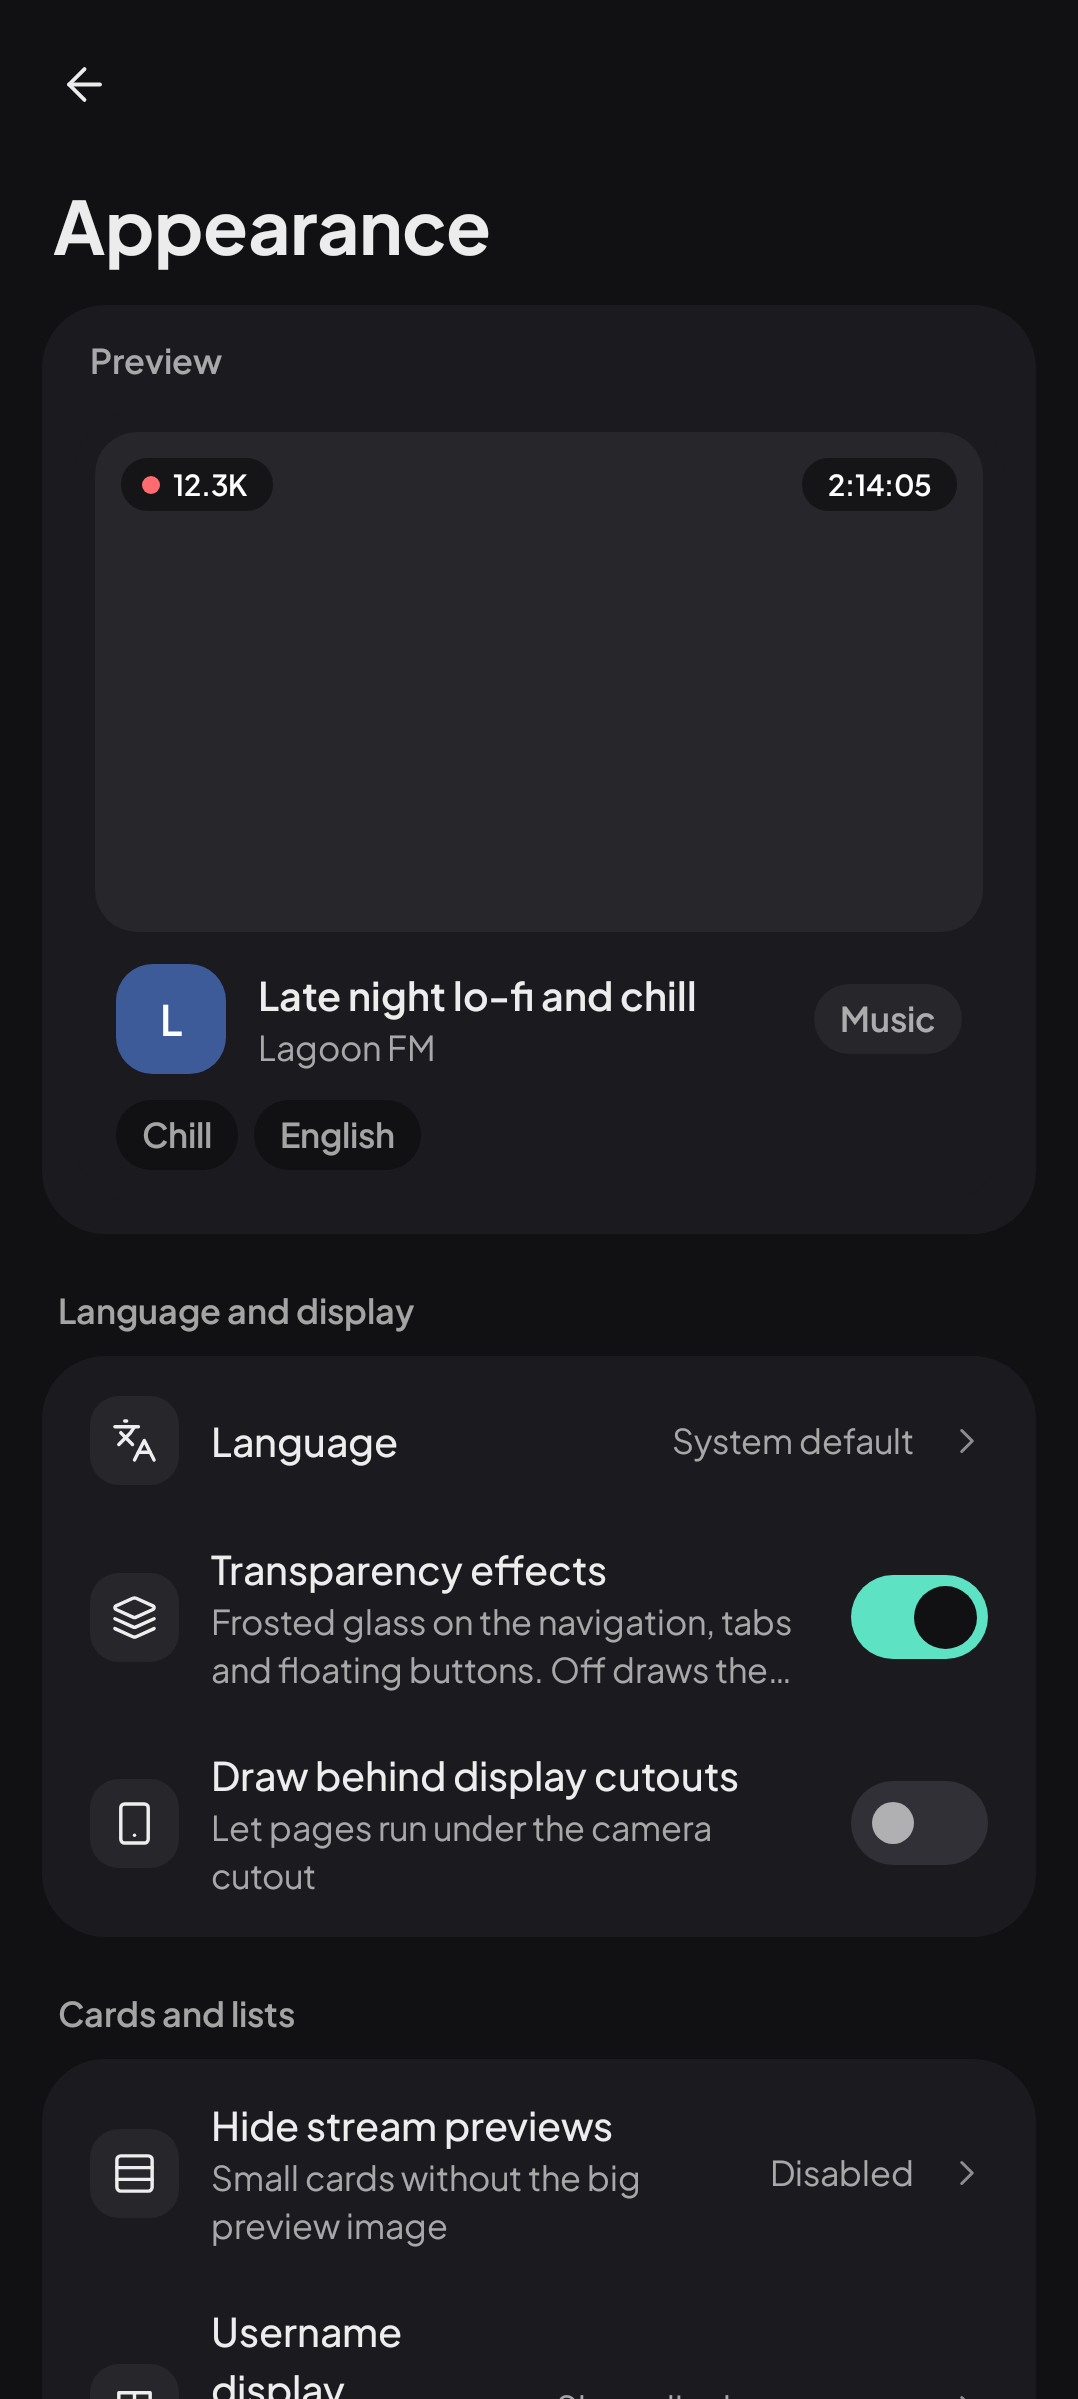 Appearance
Preview
12.3K
2:14:05
L
Late night lo-fi and chill
Lagoon FM
Music
Chill
English
Language and display
Language
System default
Transparency effects
Frosted glass on the navigation, tabs
and floating buttons. Off draws the...
Draw behind display cutouts
Let pages run under the camera
cutout
Cards and lists
Hide stream previews
Small cards without the big
preview image
Disabled
Username
display